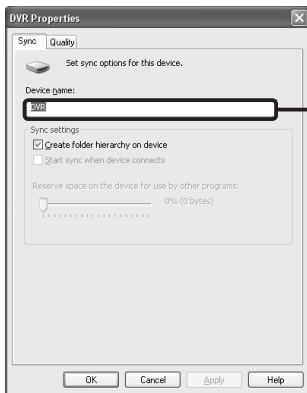 DVR Properties
Sync
Quality
Set sync options for this device.
Device name:
DVR
Sync settings
Create folder hierarchy on device
Start sync when device connects
Reserve space on the device for use by other programs:
0% (0 bytes)
OK
Cancel
Apply
Help